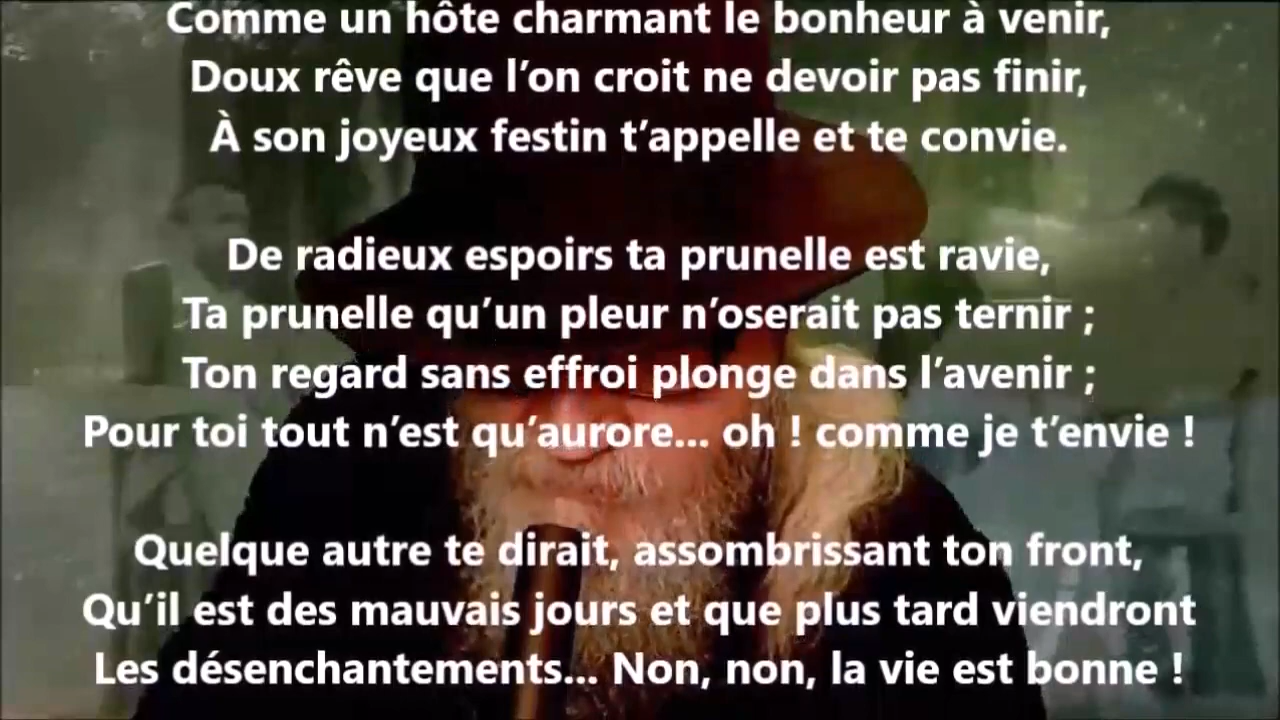 Comme un hôte charmant le bonheur à venir,
Doux rêve que l’on croit ne devoir pas finir,
À son joyeux festin t’appelle et te convie.
De radieux espoirs ta prunelle est ravie,
Ta prunelle qu’un pleur n’oserait pas ternir ;
Ton regard sans effroi plonge dans l’avenir ;
Pour toi tout n’est qu’aurore... oh ! comme je t’envie !
Quelque autre te dirait, assombrissant ton front,
Qu’il est des mauvais jours et que plus tard viendront
Les désenchantements... Non, non, la vie est bonne !